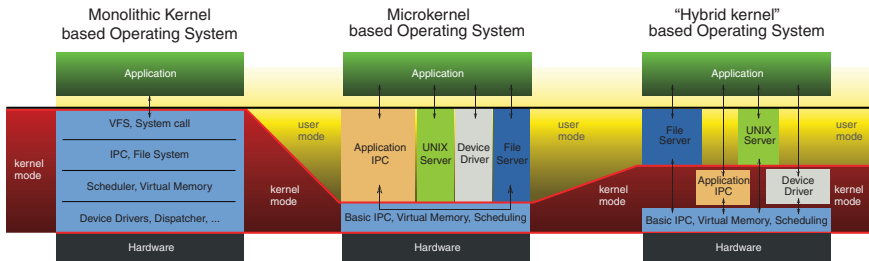 Monolithic Kernel
based Operating System
Microkernel
based Operating System
"Hybrid kernel"
based Operating System
Application
Application
Application
VFS, System call
IPC, File System
Scheduler, Virtual Memory
Device Drivers, Dispatcher, ...
Hardware
kernel
mode
user
mode
kernel
mode
Application
IPC
UNIX
Server
Device
Driver
File
Server
Basic IPC, Virtual Memory, Scheduling
Hardware
user
mode
kernel
mode
File
Server
UNIX
Server
Application
IPC
Device
Driver
Basic IPC, Virtual Memory, Scheduling
Hardware
user
mode
kernel
mode